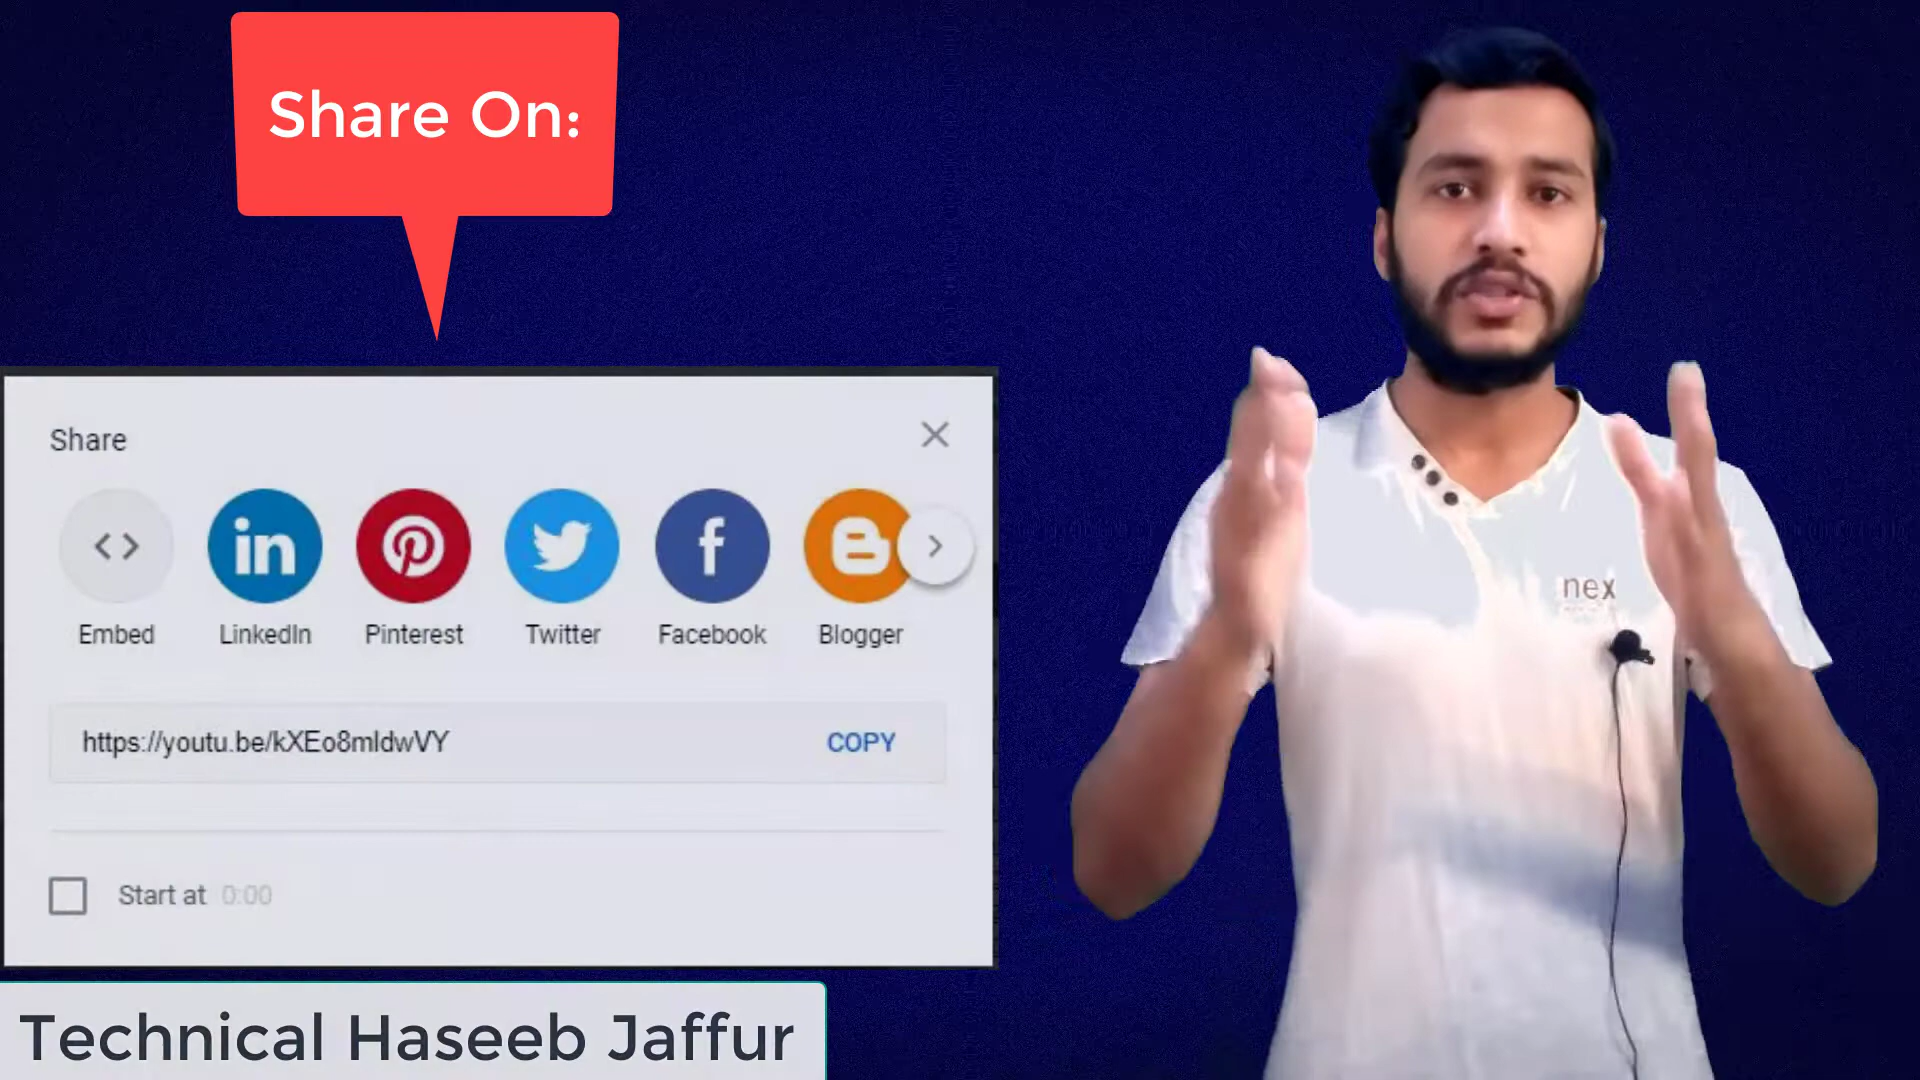 Share On:
Share
Embed
LinkedIn
Pinterest
Twitter
Facebook
Blogger
https://youtu.be/kXEo8mldwVY
COPY
Start at 0:00
nex
Technical Haseeb Jaffur